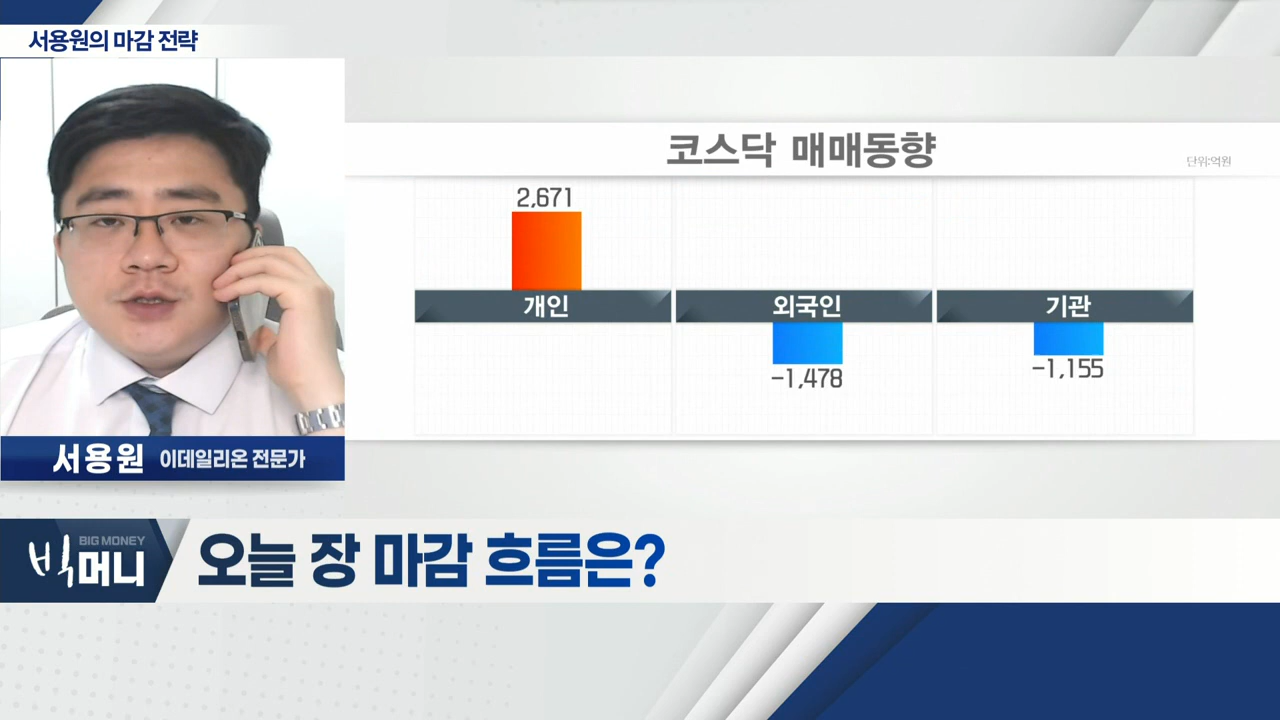 서용원의 마감 전략
코스닥 매매동향
단위:억원
2,671
개인
외국인
기관
-1,478
-1,155
서용원 이데일리온 전문가
BIG MONEY
빅머니
오늘 장 마감 흐름은?